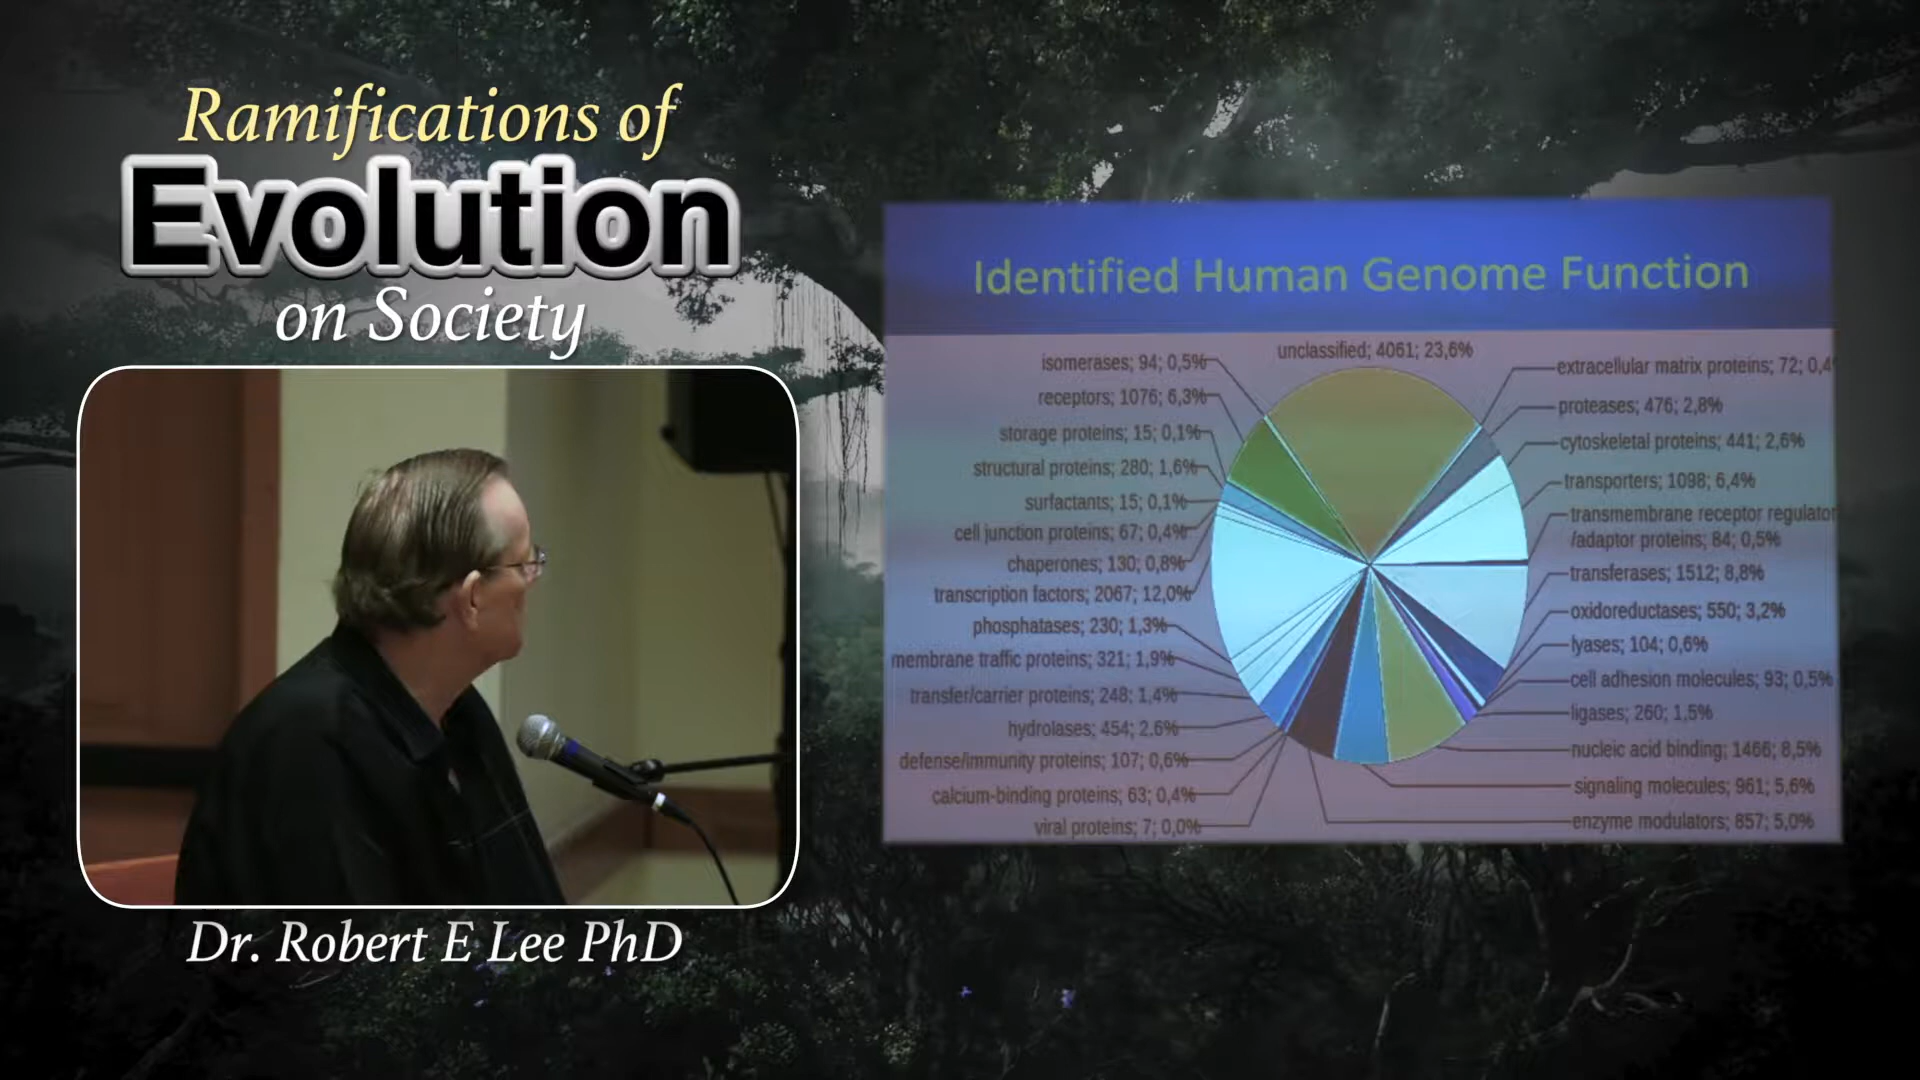 Ramifications of
Evolution
on Society
Dr. Robert E Lee PhD
Identified Human Genome Function
unclassified; 4061; 23,6%
isomerases; 94; 0,5%
receptors; 1076; 6,3%
storage proteins; 15; 0,1%
structural proteins; 280; 1,6%
surfactants; 15; 0,1%
cell junction proteins; 67; 0,4%
chaperones; 130; 0,8%
transcription factors; 2067; 12,0%
phosphatases; 230; 1,3%
membrane traffic proteins; 321; 1,9%
transfer/carrier proteins; 248; 1,4%
hydrolases; 454; 2,6%
defense/immunity proteins; 107; 0,6%
calcium-binding proteins; 63; 0,4%
viral proteins; 7; 0,0%
extracellular matrix proteins; 72; 0,4
proteases; 476; 2,8%
cytoskeletal proteins; 441; 2,6%
transporters; 1098; 6,4%
transmembrane receptor regulator
/adaptor proteins; 84; 0,5%
transferases; 1512; 8,8%
oxidoreductases; 550; 3,2%
lyases; 104; 0,6%
cell adhesion molecules; 93; 0,5%
ligases; 260; 1,5%
nucleic acid binding; 1466; 8,5%
signaling molecules; 961; 5,6%
enzyme modulators; 857; 5,0%